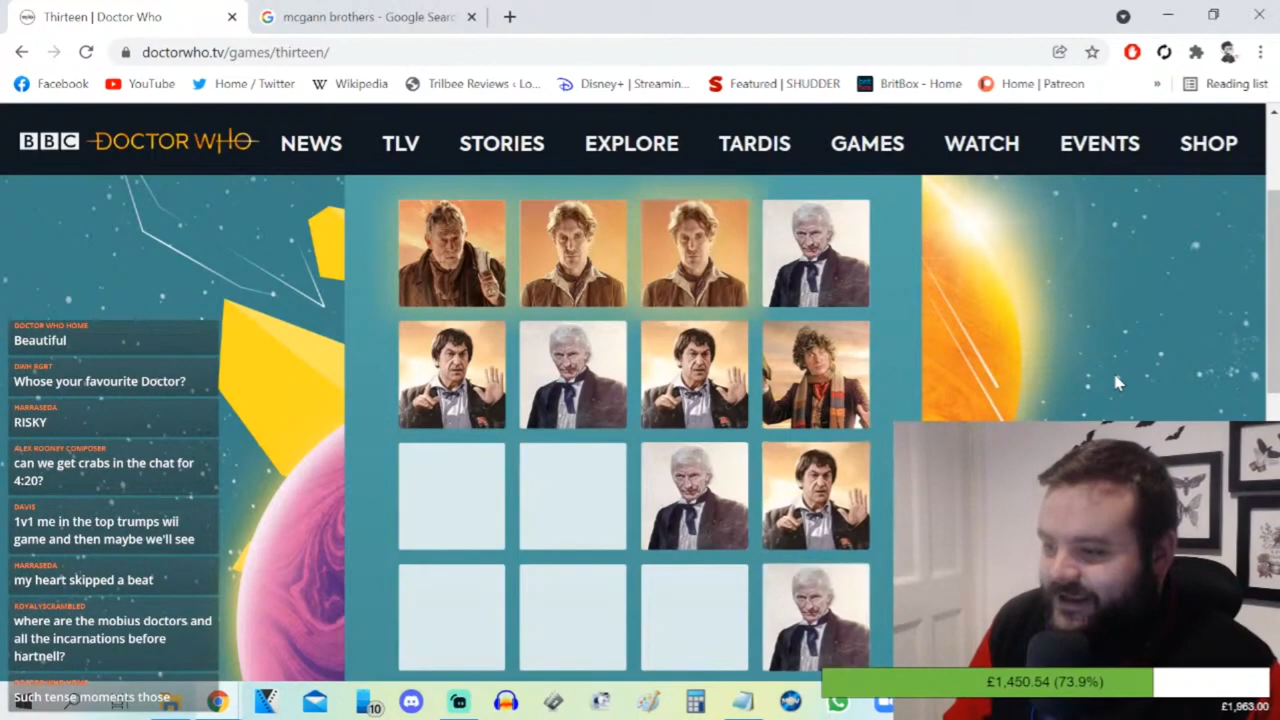 Thirteen | Doctor Who
mcgann brothers - Google Searc
doctorwho.tv/games/thirteen/
Facebook YouTube Home / Twitter Wikipedia Trilbee Reviews ‹ Lo... Disney+ | Streamin... Featured | SHUDDER BritBox - Home Home | Patreon » Reading list
BBC DOCTOR WHO NEWS TLV STORIES EXPLORE TARDIS GAMES WATCH EVENTS SHOP
DOCTOR WHO HOME
Beautiful
Whose your favourite Doctor?
HARRASEDA
RISKY
ALEX ROONEY COMPOSER
can we get crabs in the chat for
4:20?
DAVIS
1v1 me in the top trumps wii
game and then maybe we'll see
HARRASEDA
my heart skipped a beat
ROYALYSCRAMBLED
where are the mobius doctors and
all the incarnations before
hartnell?
Such tense moments those
10
£1,450.54 (73.9%)
£1,963.00